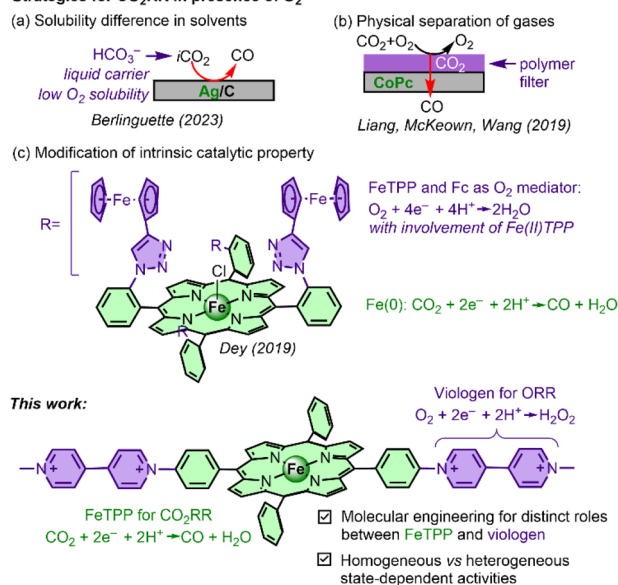 Strategies for CO₂RR in presence of O₂
(a) Solubility difference in solvents
HCO₃⁻ iCO₂ CO
liquid carrier
low O₂ solubility
Ag/C
Berlinguette (2023)
(b) Physical separation of gases
CO₂+O₂ O₂
CO₂
polymer
filter
CoPc
CO
Liang, McKeown, Wang (2019)
(c) Modification of intrinsic catalytic property
R=
Fe
Fe
N
N
N
N
N
N
R
Cl
N
N
Fe
N
N
R
Dey (2019)
FeTPP and Fc as O₂ mediator:
O₂ + 4e⁻ + 4H⁺→2H₂O
with involvement of Fe(II)TPP
Fe(0): CO₂ + 2e⁻ + 2H⁺→CO + H₂O
This work:
Viologen for ORR
O₂ + 2e⁻ + 2H⁺→H₂O₂
N+
N+
N
N
Fe
N
N
N+
N+
FeTPP for CO₂RR
CO₂ + 2e⁻ + 2H⁺→CO + H₂O
☑ Molecular engineering for distinct roles
between FeTPP and viologen
☑ Homogeneous vs heterogeneous
state-dependent activities